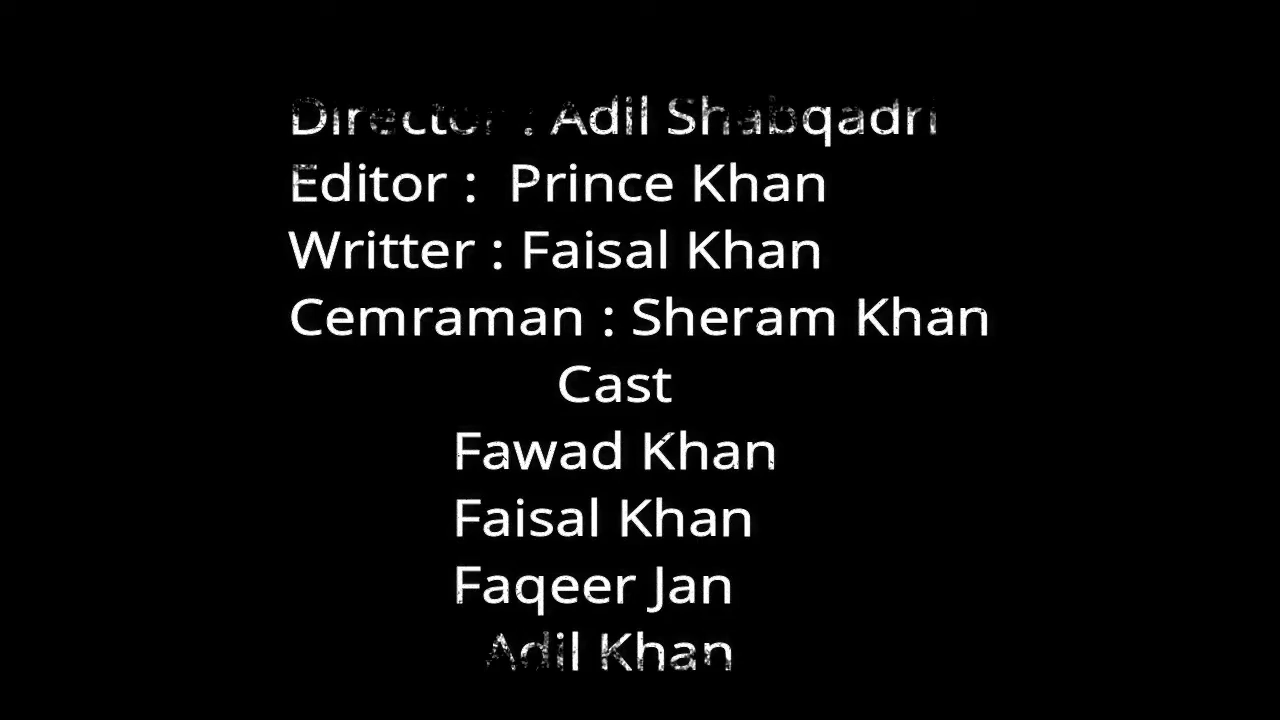 Director : Adil Shabqadri
Editor : Prince Khan
Writter : Faisal Khan
Cemraman : Sheram Khan
Cast
Fawad Khan
Faisal Khan
Faqeer Jan
Adil Khan